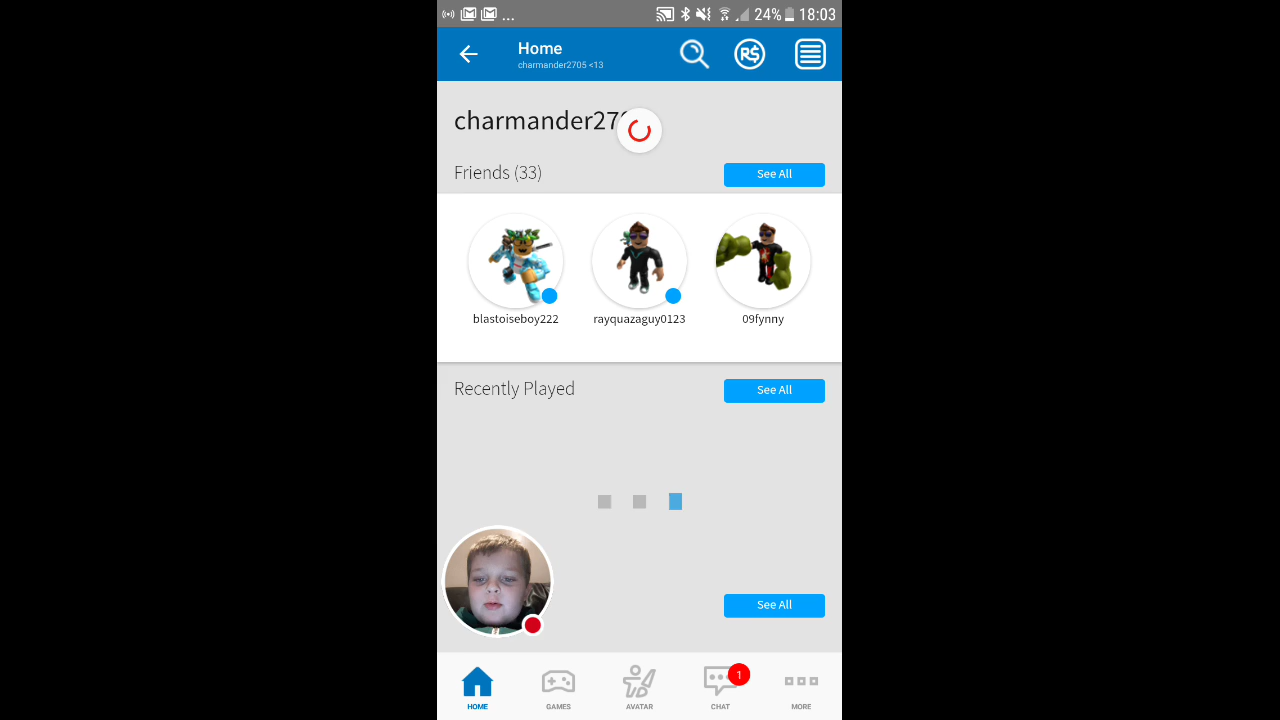 ... 24% 18:03
Home
charmander2705 <13
R$
charmander270
Friends (33)
See All
blastoiseboy222
rayquazaguy0123
09fynny
Recently Played
See All
See All
1
HOME
GAMES
AVATAR
CHAT
MORE